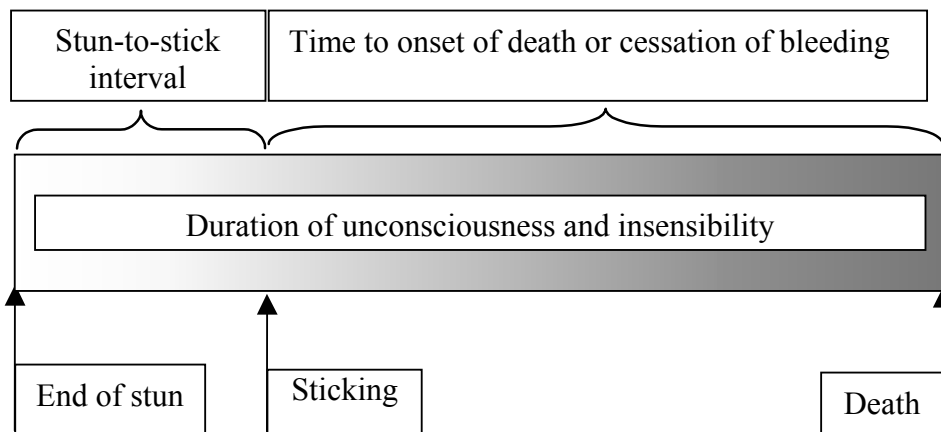 Stun-to-stick
interval
Time to onset of death or cessation of bleeding
Duration of unconsciousness and insensibility
End of stun
Sticking
Death